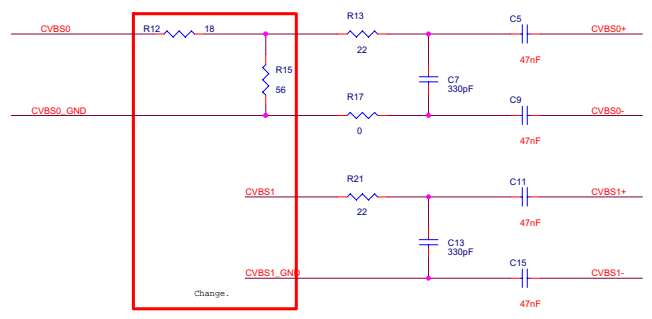 R13 C5
CVBS0 R12 18 CVBS0+
22 47nF
R15 C7
56 330pF
R17 C9
CVBS0_GND CVBS0-
0 47nF
R21 C11
CVBS1 CVBS1+
22 47nF
C13
330pF
C15
CVBS1_GND CVBS1-
Change. 47nF